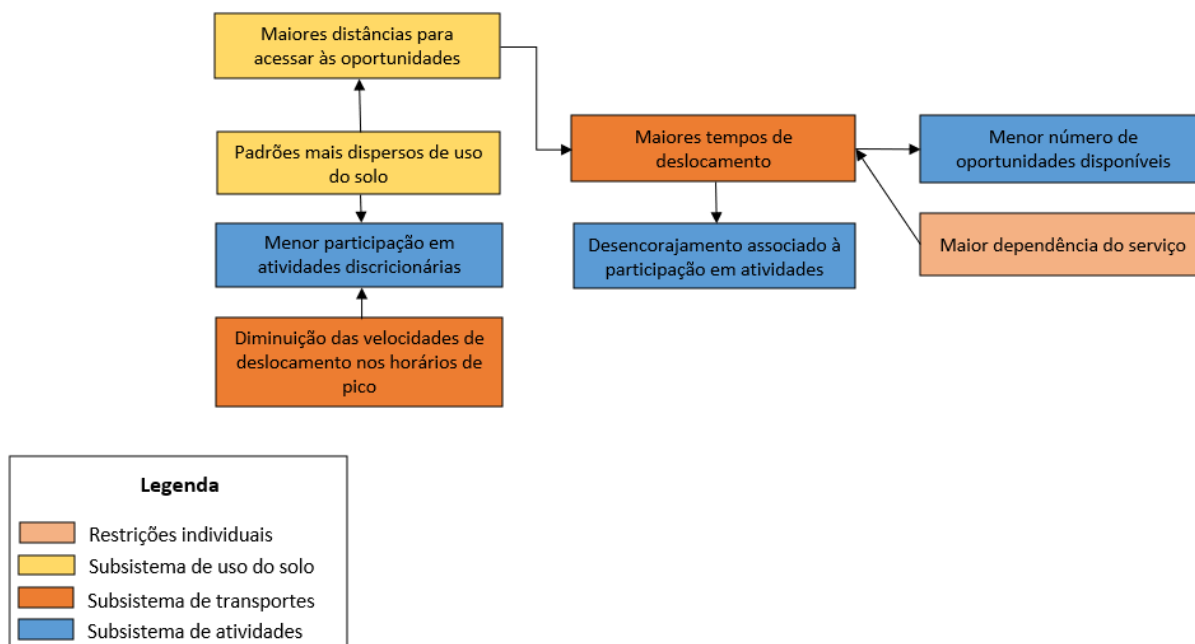 Maiores distâncias para
acessar às oportunidades
Padrões mais dispersos de uso
do solo
Menor participação em
atividades discricionárias
Diminuição das velocidades de
deslocamento nos horários de
pico
Maiores tempos de
deslocamento
Desencorajamento associado à
participação em atividades
Menor número de
oportunidades disponíveis
Maior dependência do serviço
Legenda
Restrições individuais
Subsistema de uso do solo
Subsistema de transportes
Subsistema de atividades